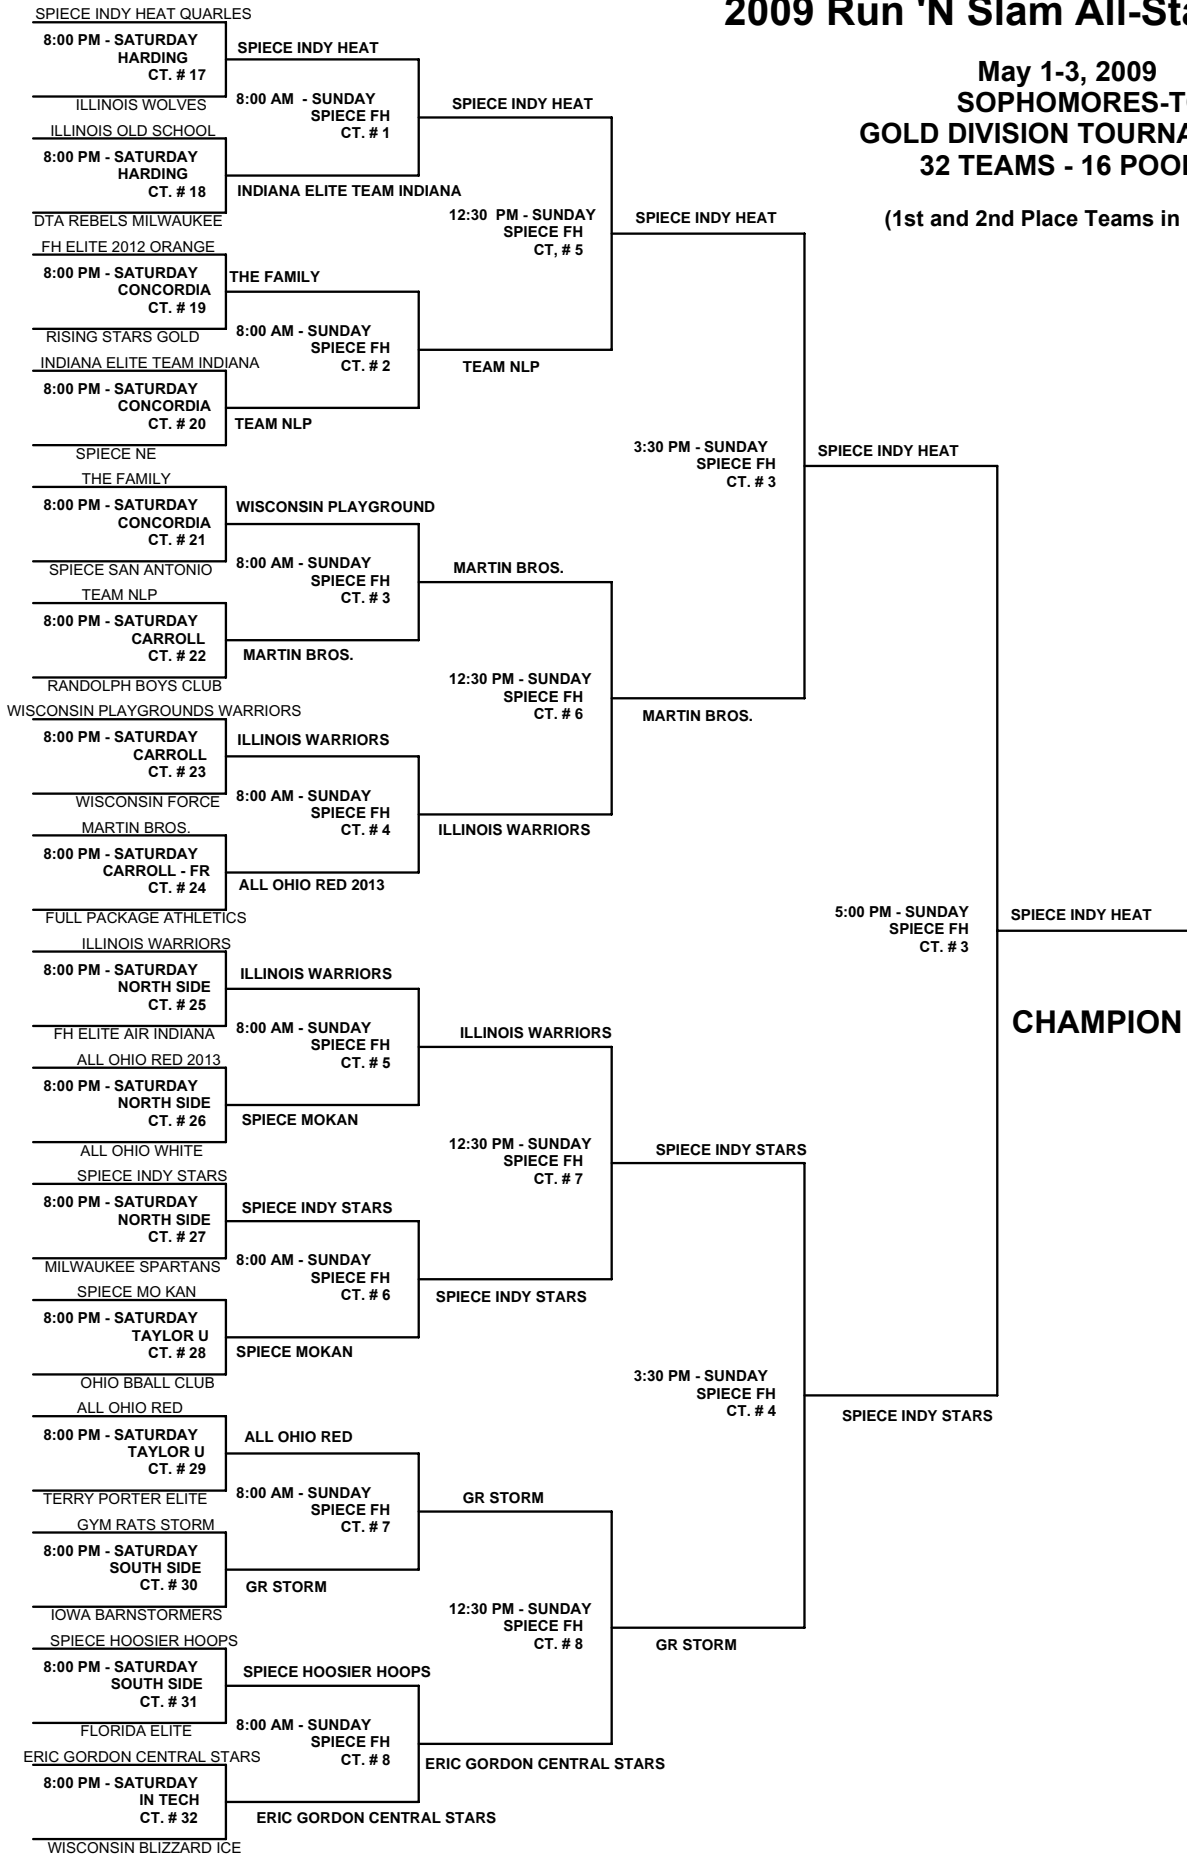 2009 Run 'N Slam All-Sta
May 1-3, 2009
SOPHOMORES-T
GOLD DIVISION TOURNA
32 TEAMS - 16 POO
(1st and 2nd Place Teams in
SPIECE INDY HEAT QUARLES
8:00 PM - SATURDAY
HARDING
CT. # 17
ILLINOIS WOLVES
ILLINOIS OLD SCHOOL
8:00 PM - SATURDAY
HARDING
CT. # 18
DTA REBELS MILWAUKEE
FH ELITE 2012 ORANGE
8:00 PM - SATURDAY
CONCORDIA
CT. # 19
RISING STARS GOLD
INDIANA ELITE TEAM INDIANA
8:00 PM - SATURDAY
CONCORDIA
CT. # 20
SPIECE NE
THE FAMILY
8:00 PM - SATURDAY
CONCORDIA
CT. # 21
SPIECE SAN ANTONIO
TEAM NLP
8:00 PM - SATURDAY
CARROLL
CT. # 22
RANDOLPH BOYS CLUB
WISCONSIN PLAYGROUNDS WARRIORS
8:00 PM - SATURDAY
CARROLL
CT. # 23
WISCONSIN FORCE
MARTIN BROS.
8:00 PM - SATURDAY
CARROLL - FR
CT. # 24
FULL PACKAGE ATHLETICS
ILLINOIS WARRIORS
8:00 PM - SATURDAY
NORTH SIDE
CT. # 25
FH ELITE AIR INDIANA
ALL OHIO RED 2013
8:00 PM - SATURDAY
NORTH SIDE
CT. # 26
ALL OHIO WHITE
SPIECE INDY STARS
8:00 PM - SATURDAY
NORTH SIDE
CT. # 27
MILWAUKEE SPARTANS
SPIECE MO KAN
8:00 PM - SATURDAY
TAYLOR U
CT. # 28
OHIO BBALL CLUB
ALL OHIO RED
8:00 PM - SATURDAY
TAYLOR U
CT. # 29
TERRY PORTER ELITE
GYM RATS STORM
8:00 PM - SATURDAY
SOUTH SIDE
CT. # 30
IOWA BARNSTORMERS
SPIECE HOOSIER HOOPS
8:00 PM - SATURDAY
SOUTH SIDE
CT. # 31
FLORIDA ELITE
ERIC GORDON CENTRAL STARS
8:00 PM - SATURDAY
IN TECH
CT. # 32
WISCONSIN BLIZZARD ICE
SPIECE INDY HEAT
8:00 AM - SUNDAY
SPIECE FH
CT. # 1
INDIANA ELITE TEAM INDIANA
THE FAMILY
8:00 AM - SUNDAY
SPIECE FH
CT. # 2
TEAM NLP
WISCONSIN PLAYGROUND
8:00 AM - SUNDAY
SPIECE FH
CT. # 3
MARTIN BROS.
ILLINOIS WARRIORS
8:00 AM - SUNDAY
SPIECE FH
CT. # 4
ALL OHIO RED 2013
ILLINOIS WARRIORS
8:00 AM - SUNDAY
SPIECE FH
CT. # 5
SPIECE MOKAN
SPIECE INDY STARS
8:00 AM - SUNDAY
SPIECE FH
CT. # 6
SPIECE MOKAN
ALL OHIO RED
8:00 AM - SUNDAY
SPIECE FH
CT. # 7
GR STORM
SPIECE HOOSIER HOOPS
8:00 AM - SUNDAY
SPIECE FH
CT. # 8
ERIC GORDON CENTRAL STARS
SPIECE INDY HEAT
12:30 PM - SUNDAY
SPIECE FH
CT, # 5
TEAM NLP
MARTIN BROS.
12:30 PM - SUNDAY
SPIECE FH
CT. # 6
ILLINOIS WARRIORS
ILLINOIS WARRIORS
12:30 PM - SUNDAY
SPIECE FH
CT. # 7
SPIECE INDY STARS
GR STORM
12:30 PM - SUNDAY
SPIECE FH
CT. # 8
ERIC GORDON CENTRAL STARS
SPIECE INDY HEAT
3:30 PM - SUNDAY
SPIECE FH
CT. # 3
MARTIN BROS.
SPIECE INDY STARS
3:30 PM - SUNDAY
SPIECE FH
CT. # 4
GR STORM
SPIECE INDY HEAT
5:00 PM - SUNDAY
SPIECE FH
CT. # 3
SPIECE INDY STARS
SPIECE INDY HEAT
CHAMPION